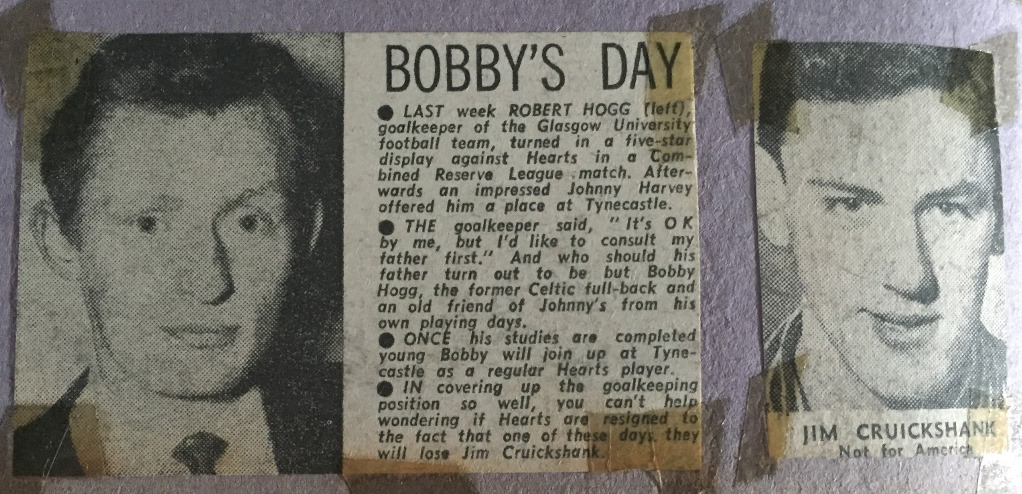 BOBBY'S DAY
● LAST week ROBERT HOGG (left),
goalkeeper of the Glasgow University
football team, turned in a five-star
display against Hearts in a Com-
bined Reserve League match. After-
wards an impressed Johnny Harvey
offered him a place at Tynecastle.
● THE goalkeeper said, "It's OK
by me, but I'd like to consult my
father first." And who should his
father turn out to be but Bobby
Hogg, the former Celtic full-back and
an old friend of Johnny's from his
own playing days.
● ONCE his studies are completed
young Bobby will join up at Tyne-
castle as a regular Hearts player.
● IN covering up the goalkeeping
position so well, you can't help
wondering if Hearts are resigned to
the fact that one of these days they
will lose Jim Cruickshank.
JIM CRUICKSHANK
Not for America